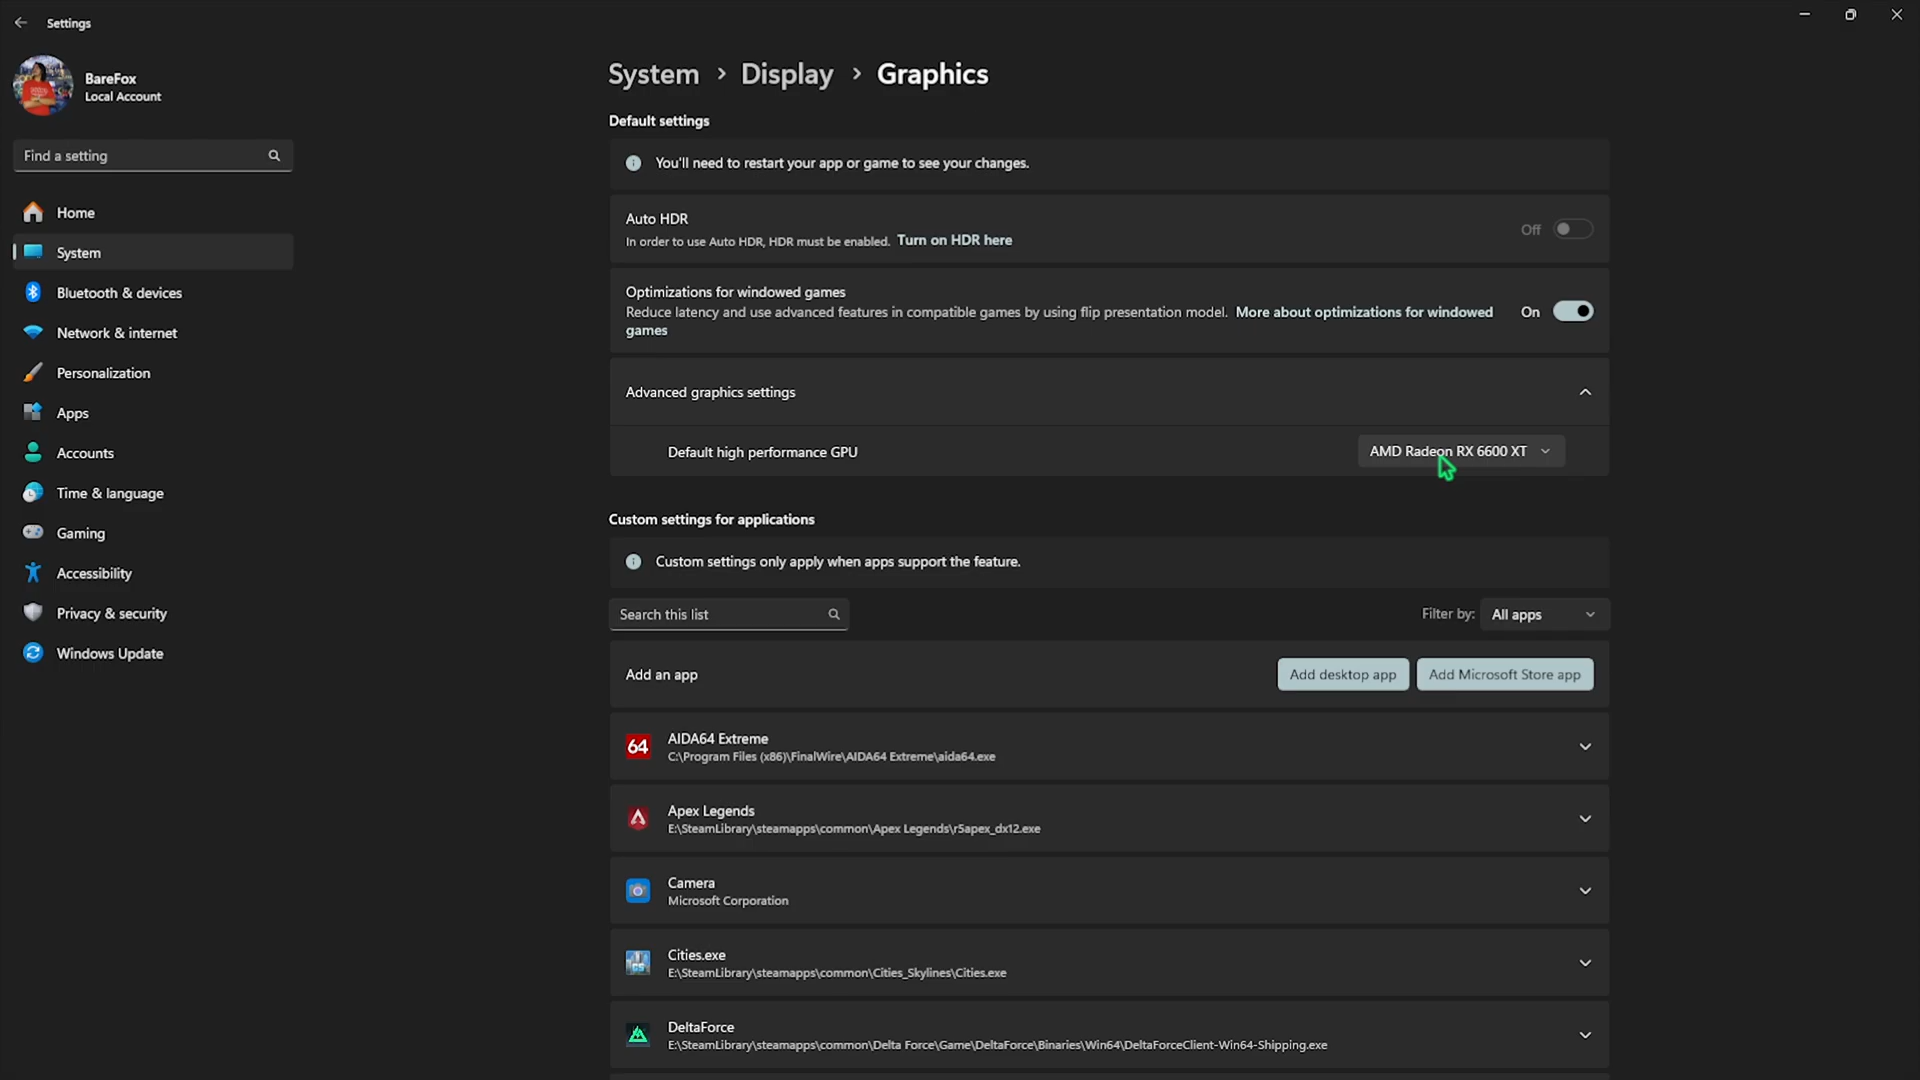 Settings
BareFox
Local Account
Find a setting
Home
System
Bluetooth & devices
Network & internet
Personalization
Apps
Accounts
Time & language
Gaming
Accessibility
Privacy & security
Windows Update
System > Display > Graphics
Default settings
You'll need to restart your app or game to see your changes.
Auto HDR
In order to use Auto HDR, HDR must be enabled. Turn on HDR here
Off
Optimizations for windowed games
Reduce latency and use advanced features in compatible games by using flip presentation model. More about optimizations for windowed
games
On
Advanced graphics settings
Default high performance GPU
AMD Radeon RX 6600 XT
Custom settings for applications
Custom settings only apply when apps support the feature.
Search this list
Filter by: All apps
Add an app
Add desktop app
Add Microsoft Store app
64
AIDA64 Extreme
C:\Program Files (x86)\FinalWire\AIDA64 Extreme\aida64.exe
Apex Legends
E:\SteamLibrary\steamapps\common\Apex Legends\r5apex_dx12.exe
Camera
Microsoft Corporation
Cities.exe
E:\SteamLibrary\steamapps\common\Cities_Skylines\Cities.exe
DeltaForce
E:\SteamLibrary\steamapps\common\Delta Force\Game\DeltaForce\Binaries\Win64\DeltaForceClient-Win64-Shipping.exe